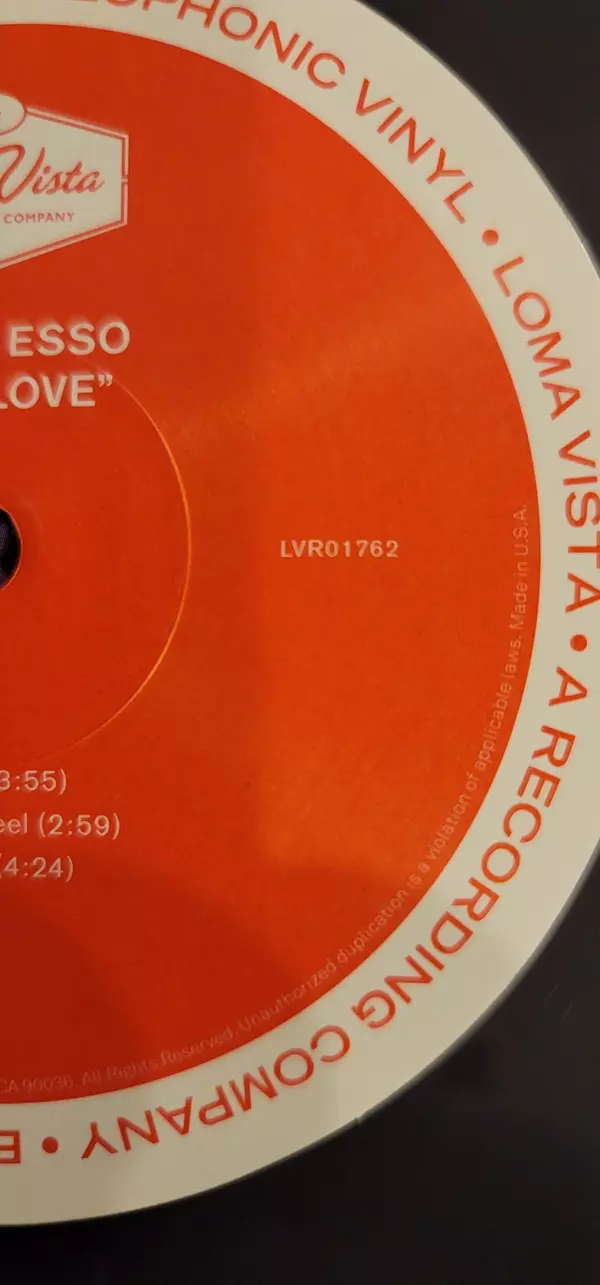 OPHONIC VINYL • LOMA VISTA • A RECORDING COMPANY •
Vista
COMPANY
ESSO
LOVE”
LVR01762
3:55)
eel (2:59)
(4:24)
CA 90036. All Rights Reserved. Unauthorized duplication is a violation of applicable laws. Made in U.S.A.